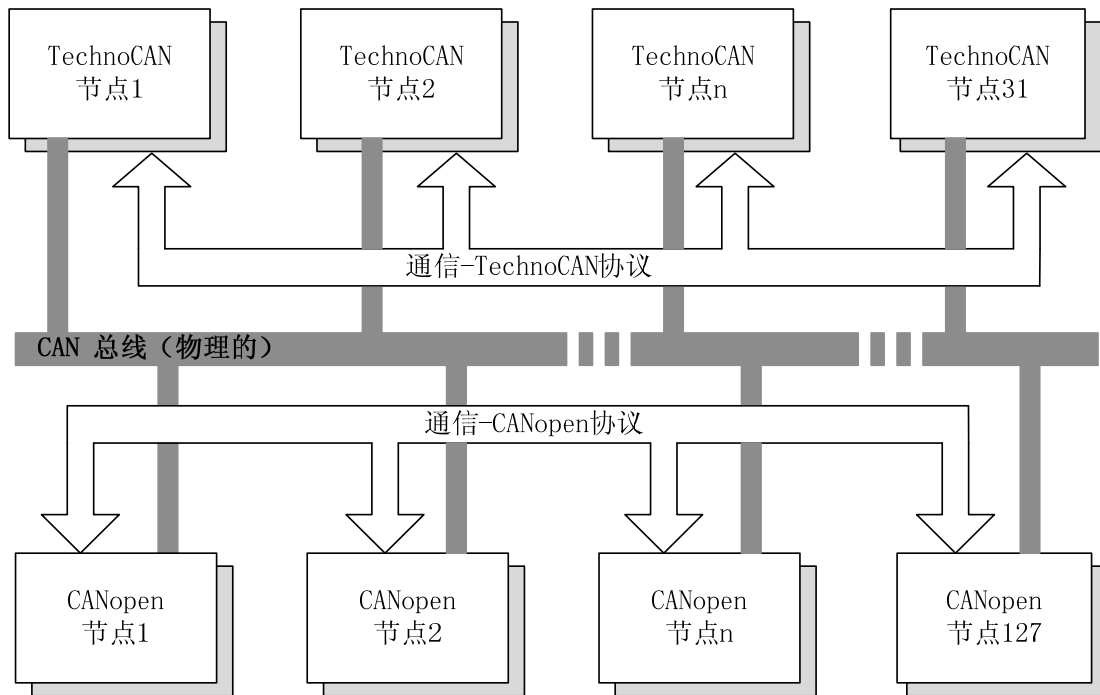 TechnoCAN
节点1
TechnoCAN
节点2
TechnoCAN
节点n
TechnoCAN
节点31
通信-TechnoCAN协议
CAN 总线（物理的）
通信-CANopen协议
CANopen
节点1
CANopen
节点2
CANopen
节点n
CANopen
节点127